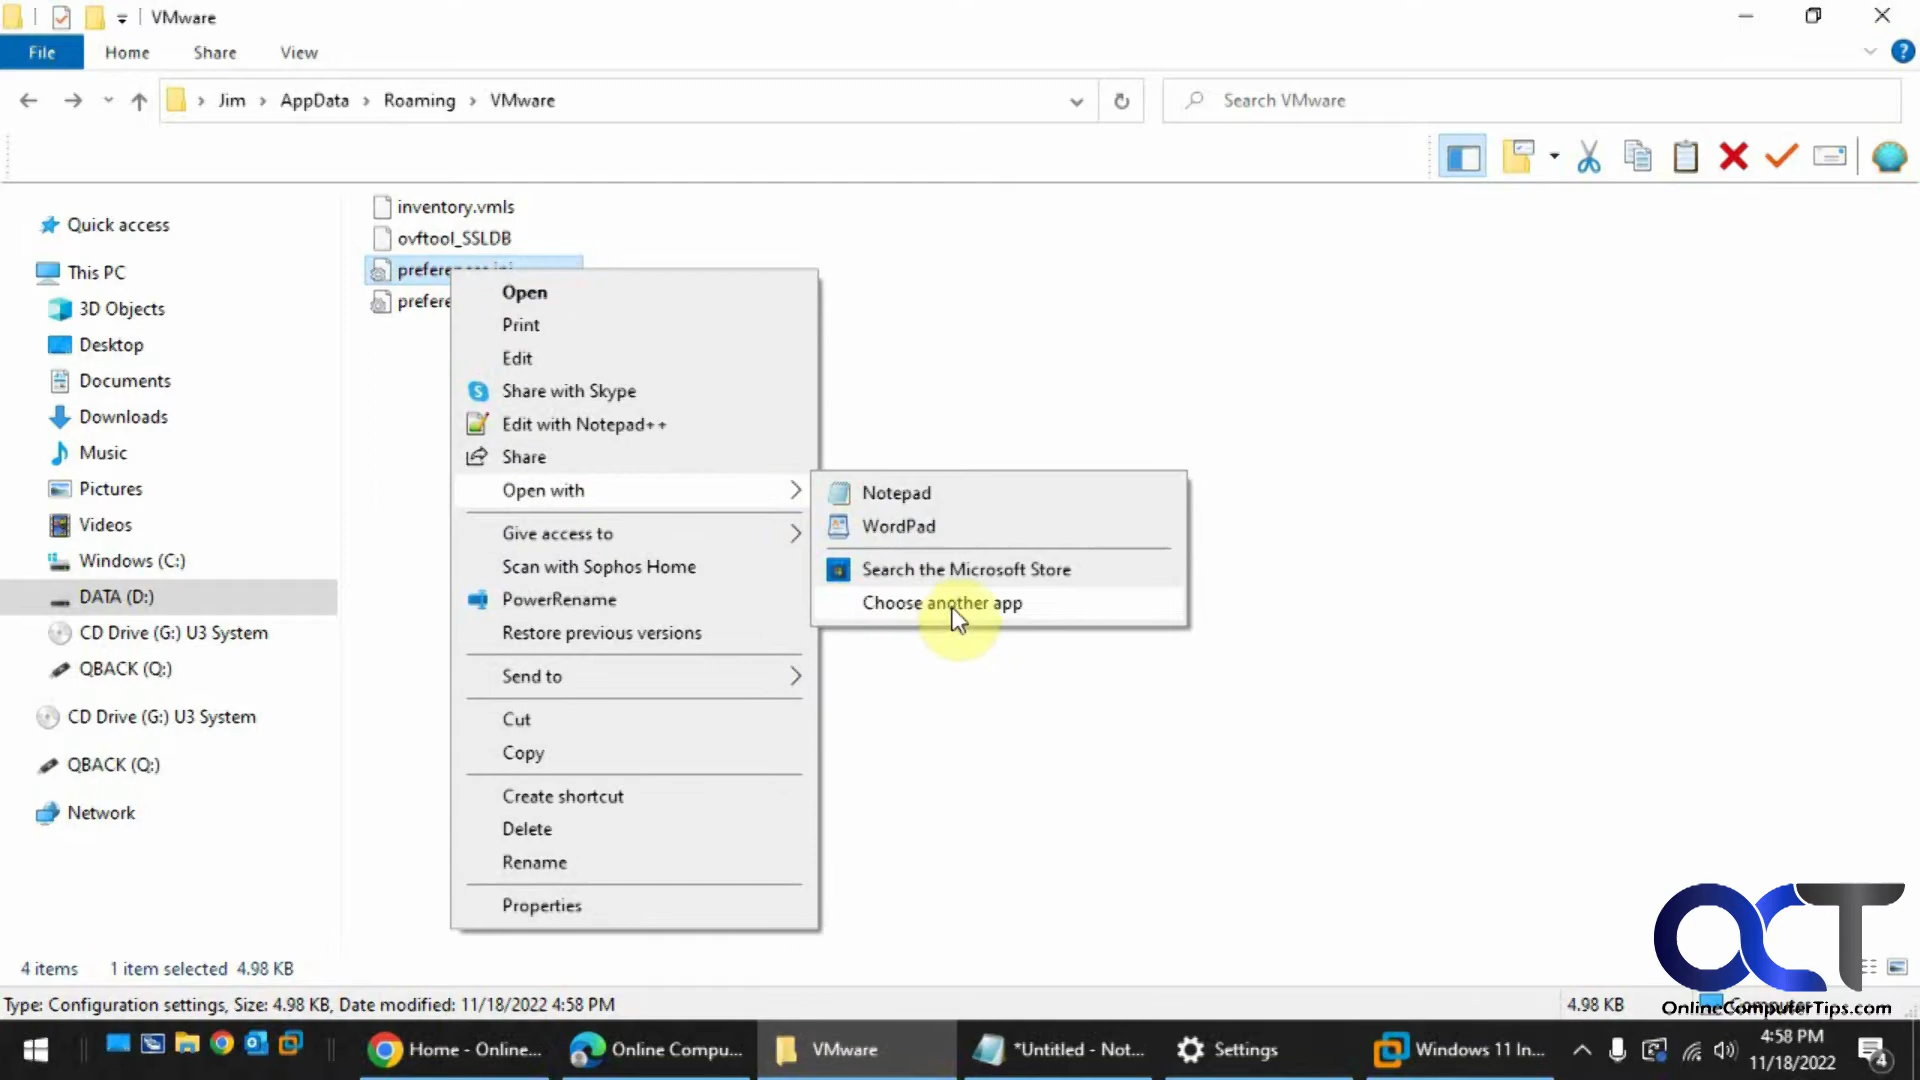 VMware
File Home Share View
Jim > AppData > Roaming > VMware
Search VMware
Quick access
This PC
3D Objects
Desktop
Documents
Downloads
Music
Pictures
Videos
Windows (C:)
DATA (D:)
CD Drive (G:) U3 System
QBACK (Q:)
CD Drive (G:) U3 System
QBACK (Q:)
Network
inventory.vmls
ovftool_SSLDB
prefere
Open
Print
Edit
Share with Skype
Edit with Notepad++
Share
Open with
Give access to
Scan with Sophos Home
PowerRename
Restore previous versions
Send to
Cut
Copy
Create shortcut
Delete
Rename
Properties
Notepad
WordPad
Search the Microsoft Store
Choose another app
4 items 1 item selected 4.98 KB
Type: Configuration settings, Size: 4.98 KB, Date modified: 11/18/2022 4:58 PM
4.98 KB
OCT
OnlineComputerTips.com
Home - Online...
Online Compu...
VMware
*Untitled - Not...
Settings
Windows 11 In...
4:58 PM
11/18/2022
4